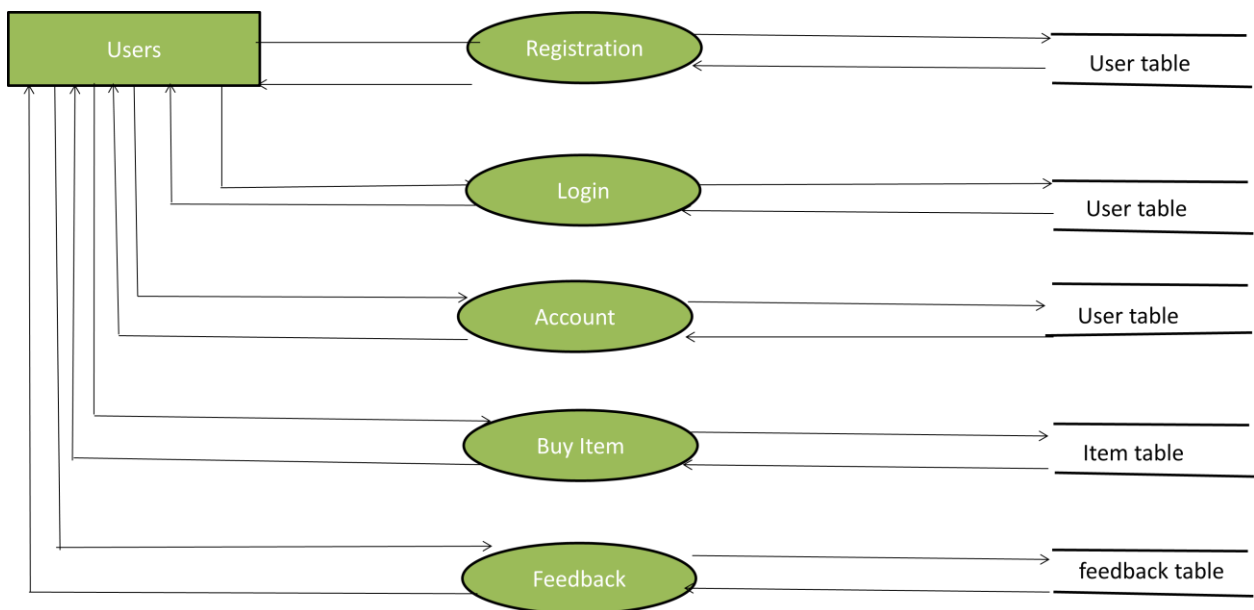 Users
Registration
User table
Login
User table
Account
User table
Buy Item
Item table
Feedback
feedback table